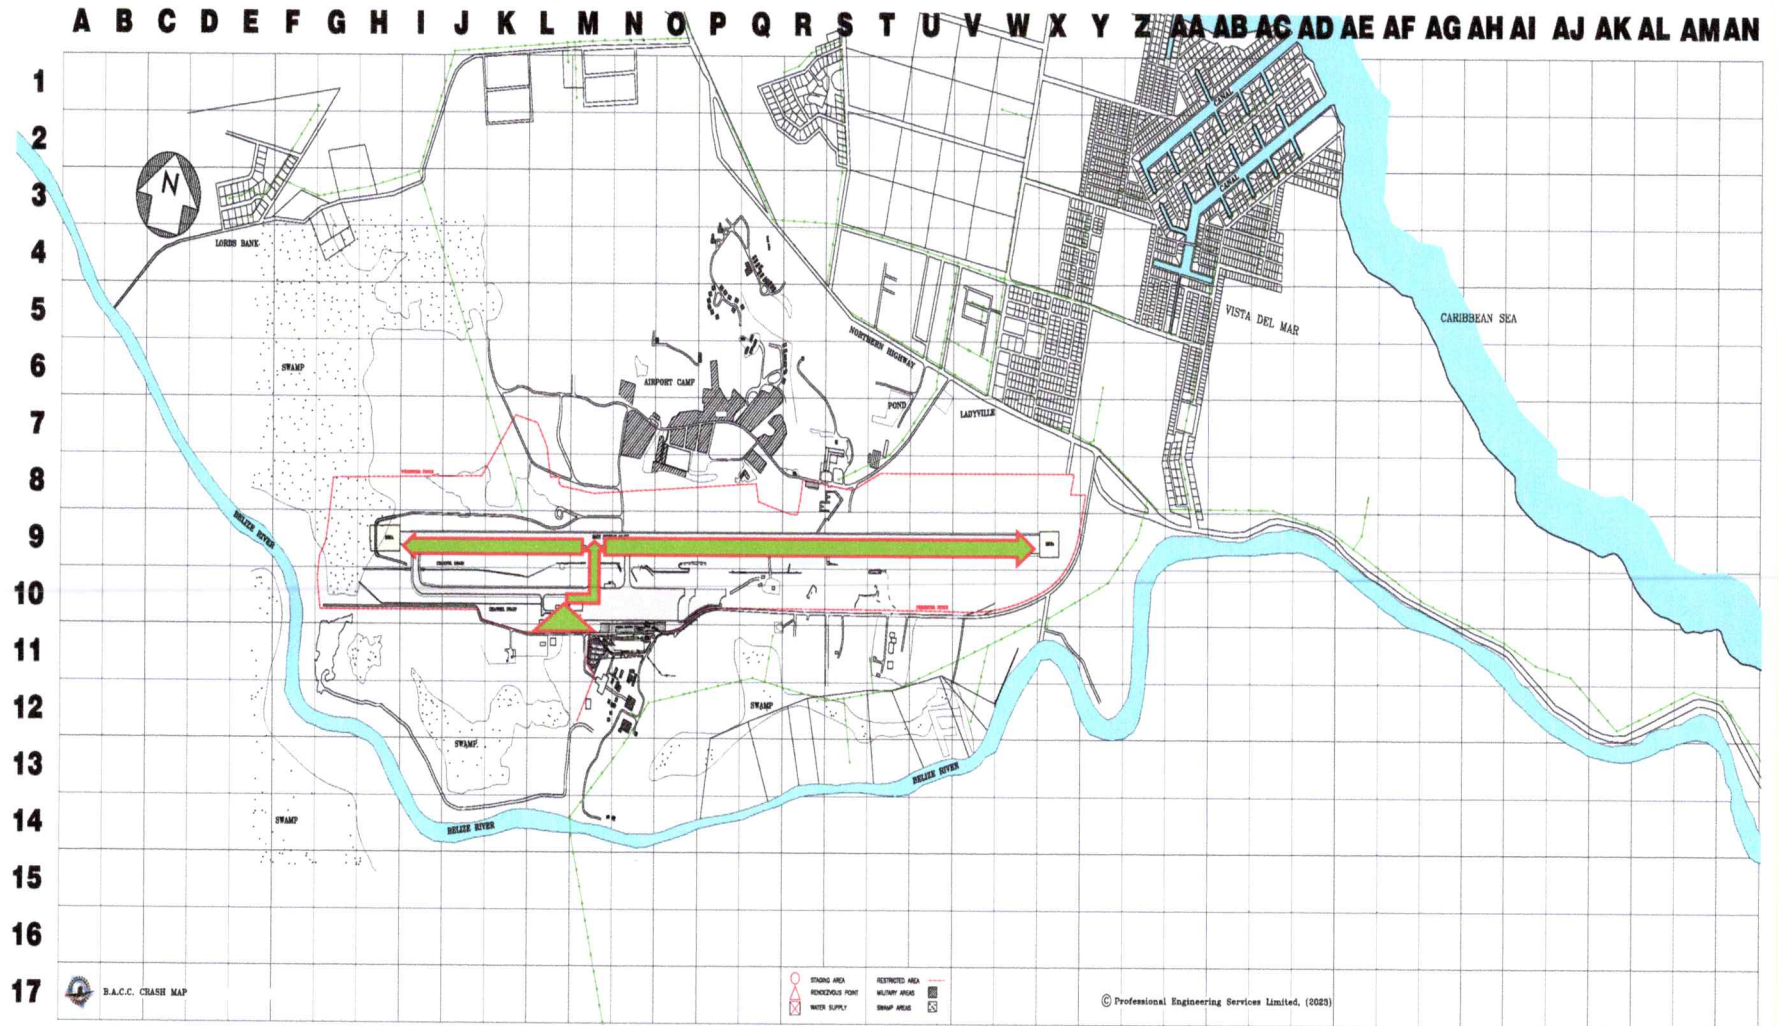 A B C D E F G H I J K L M N O P Q R S T U V W X Y Z AA AB AC AD AE AF AG AH AI AJ AK AL AM AN
1
2
3
4
5
6
7
8
9
10
11
12
13
14
15
16
17
N
CANAL
CANAL
LORDS BANK
VISTA DEL MAR
CARIBBEAN SEA
NORTHERN HIGHWAY
SWAMP
AIRPORT CAMP
POND
LADYVILLE
BELIZE RIVER
SWAMP
SWAMP
BELIZE RIVER
SWAMP
BELIZE RIVER
B.A.C.C. CRASH MAP
STAGING AREA
RENDEZVOUS POINT
WATER SUPPLY
RESTRICTED AREA
MILITARY AREAS
SWAMP AREAS
© Professional Engineering Services Limited, (2023)